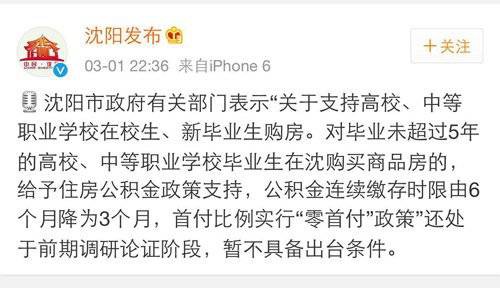 沈阳发布
+关注
03-01 22:36 来自iPhone 6
沈阳市政府有关部门表示“关于支持高校、中等
职业学校在校生、新毕业生购房。对毕业未超过5年
的高校、中等职业学校毕业生在沈购买商品房的，
给予住房公积金政策支持，公积金连续缴存时限由6
个月降为3个月，首付比例实行“零首付”政策”还处
于前期调研论证阶段，暂不具备出台条件。